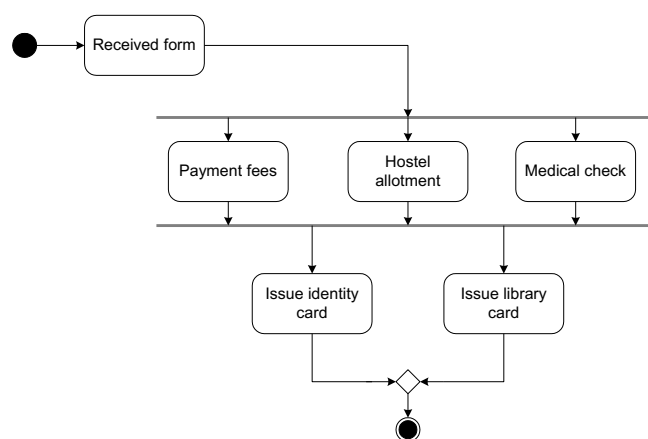 Received form
Payment fees
Hostel
allotment
Medical check
Issue identity
card
Issue library
card